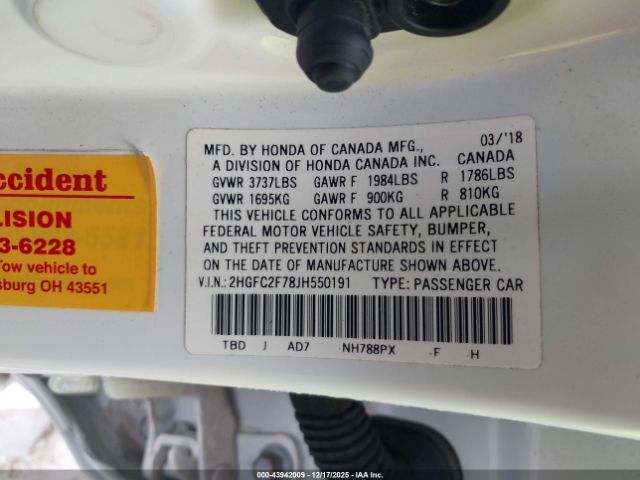 MFD. BY HONDA OF CANADA MFG., 03/'18
A DIVISION OF HONDA CANADA INC. CANADA
GVWR 3737LBS GAWR F 1984LBS R 1786LBS
GVWR 1695KG GAWR F 900KG R 810KG
THIS VEHICLE CONFORMS TO ALL APPLICABLE
FEDERAL MOTOR VEHICLE SAFETY, BUMPER,
AND THEFT PREVENTION STANDARDS IN EFFECT
ON THE DATE OF MANUFACTURE SHOWN ABOVE.
V.I.N.: 2HGFC2F78JH550191 TYPE: PASSENGER CAR
TBD J AD7 NH788PX F H
ccident
LISION
3-6228
Tow vehicle to
sburg OH 43551
000-43942009 - 12/17/2025 - IAA, Inc.